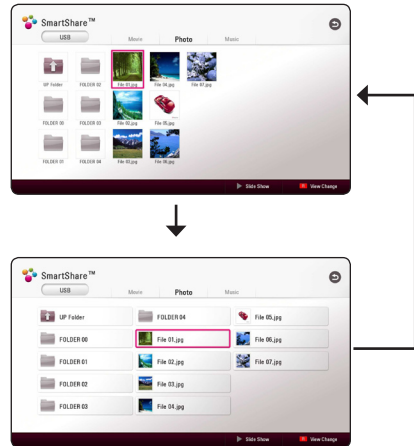 SmartShare™
USB Movie Photo Music
UP Folder FOLDER 02 File 01.jpg File 04.jpg File 07.jpg
FOLDER 00 FOLDER 03 File 02.jpg File 05.jpg
FOLDER 01 FOLDER 04 File 03.jpg File 06.jpg
Slide Show View Change
SmartShare™
USB Movie Photo Music
UP Folder FOLDER 04 File 05.jpg
FOLDER 00 File 01.jpg File 06.jpg
FOLDER 01 File 02.jpg File 07.jpg
FOLDER 02 File 03.jpg
FOLDER 03 File 04.jpg
Slide Show View Change